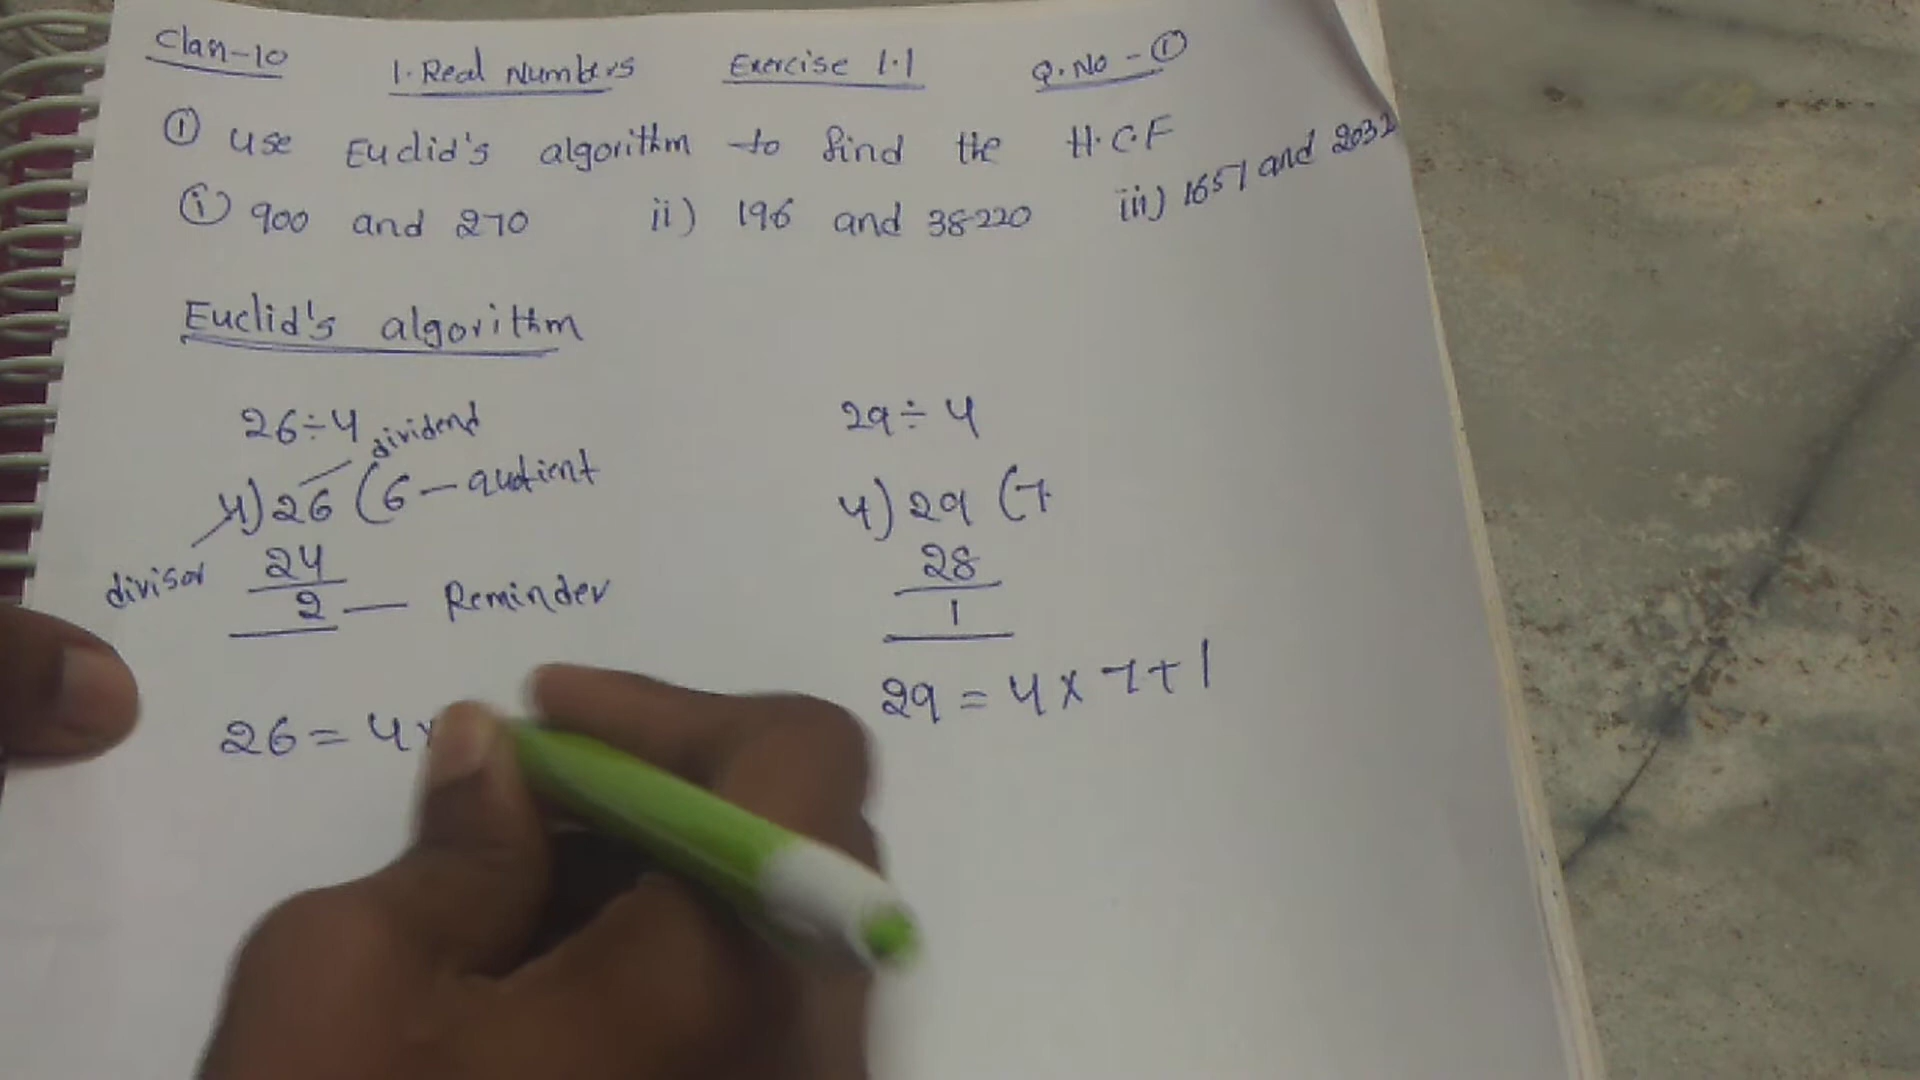 Class-10 1. Real Numbers Exercise 1.1 Q.No - ①
① use Euclid's algorithm to find the H.C.F
ⓘ 900 and 270 ii) 196 and 38220 iii) 1651 and 2032
Euclid's algorithm
26÷4 dividend 29÷4
4)26(6 — quotient 4)29(7
divisor 24 28
2 — Reminder 1
26 = 4× 29 = 4×7+1